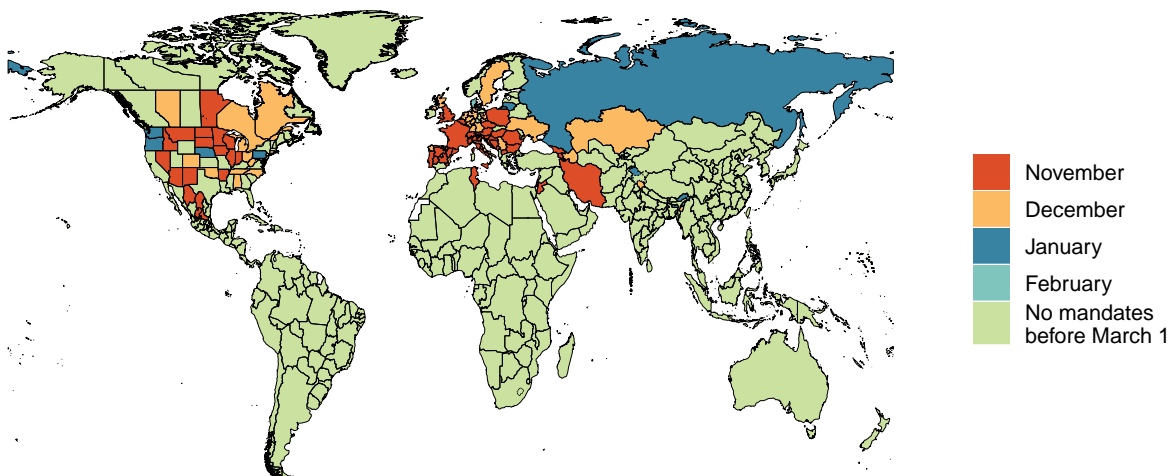 November
December
January
February
No mandates
before March 1